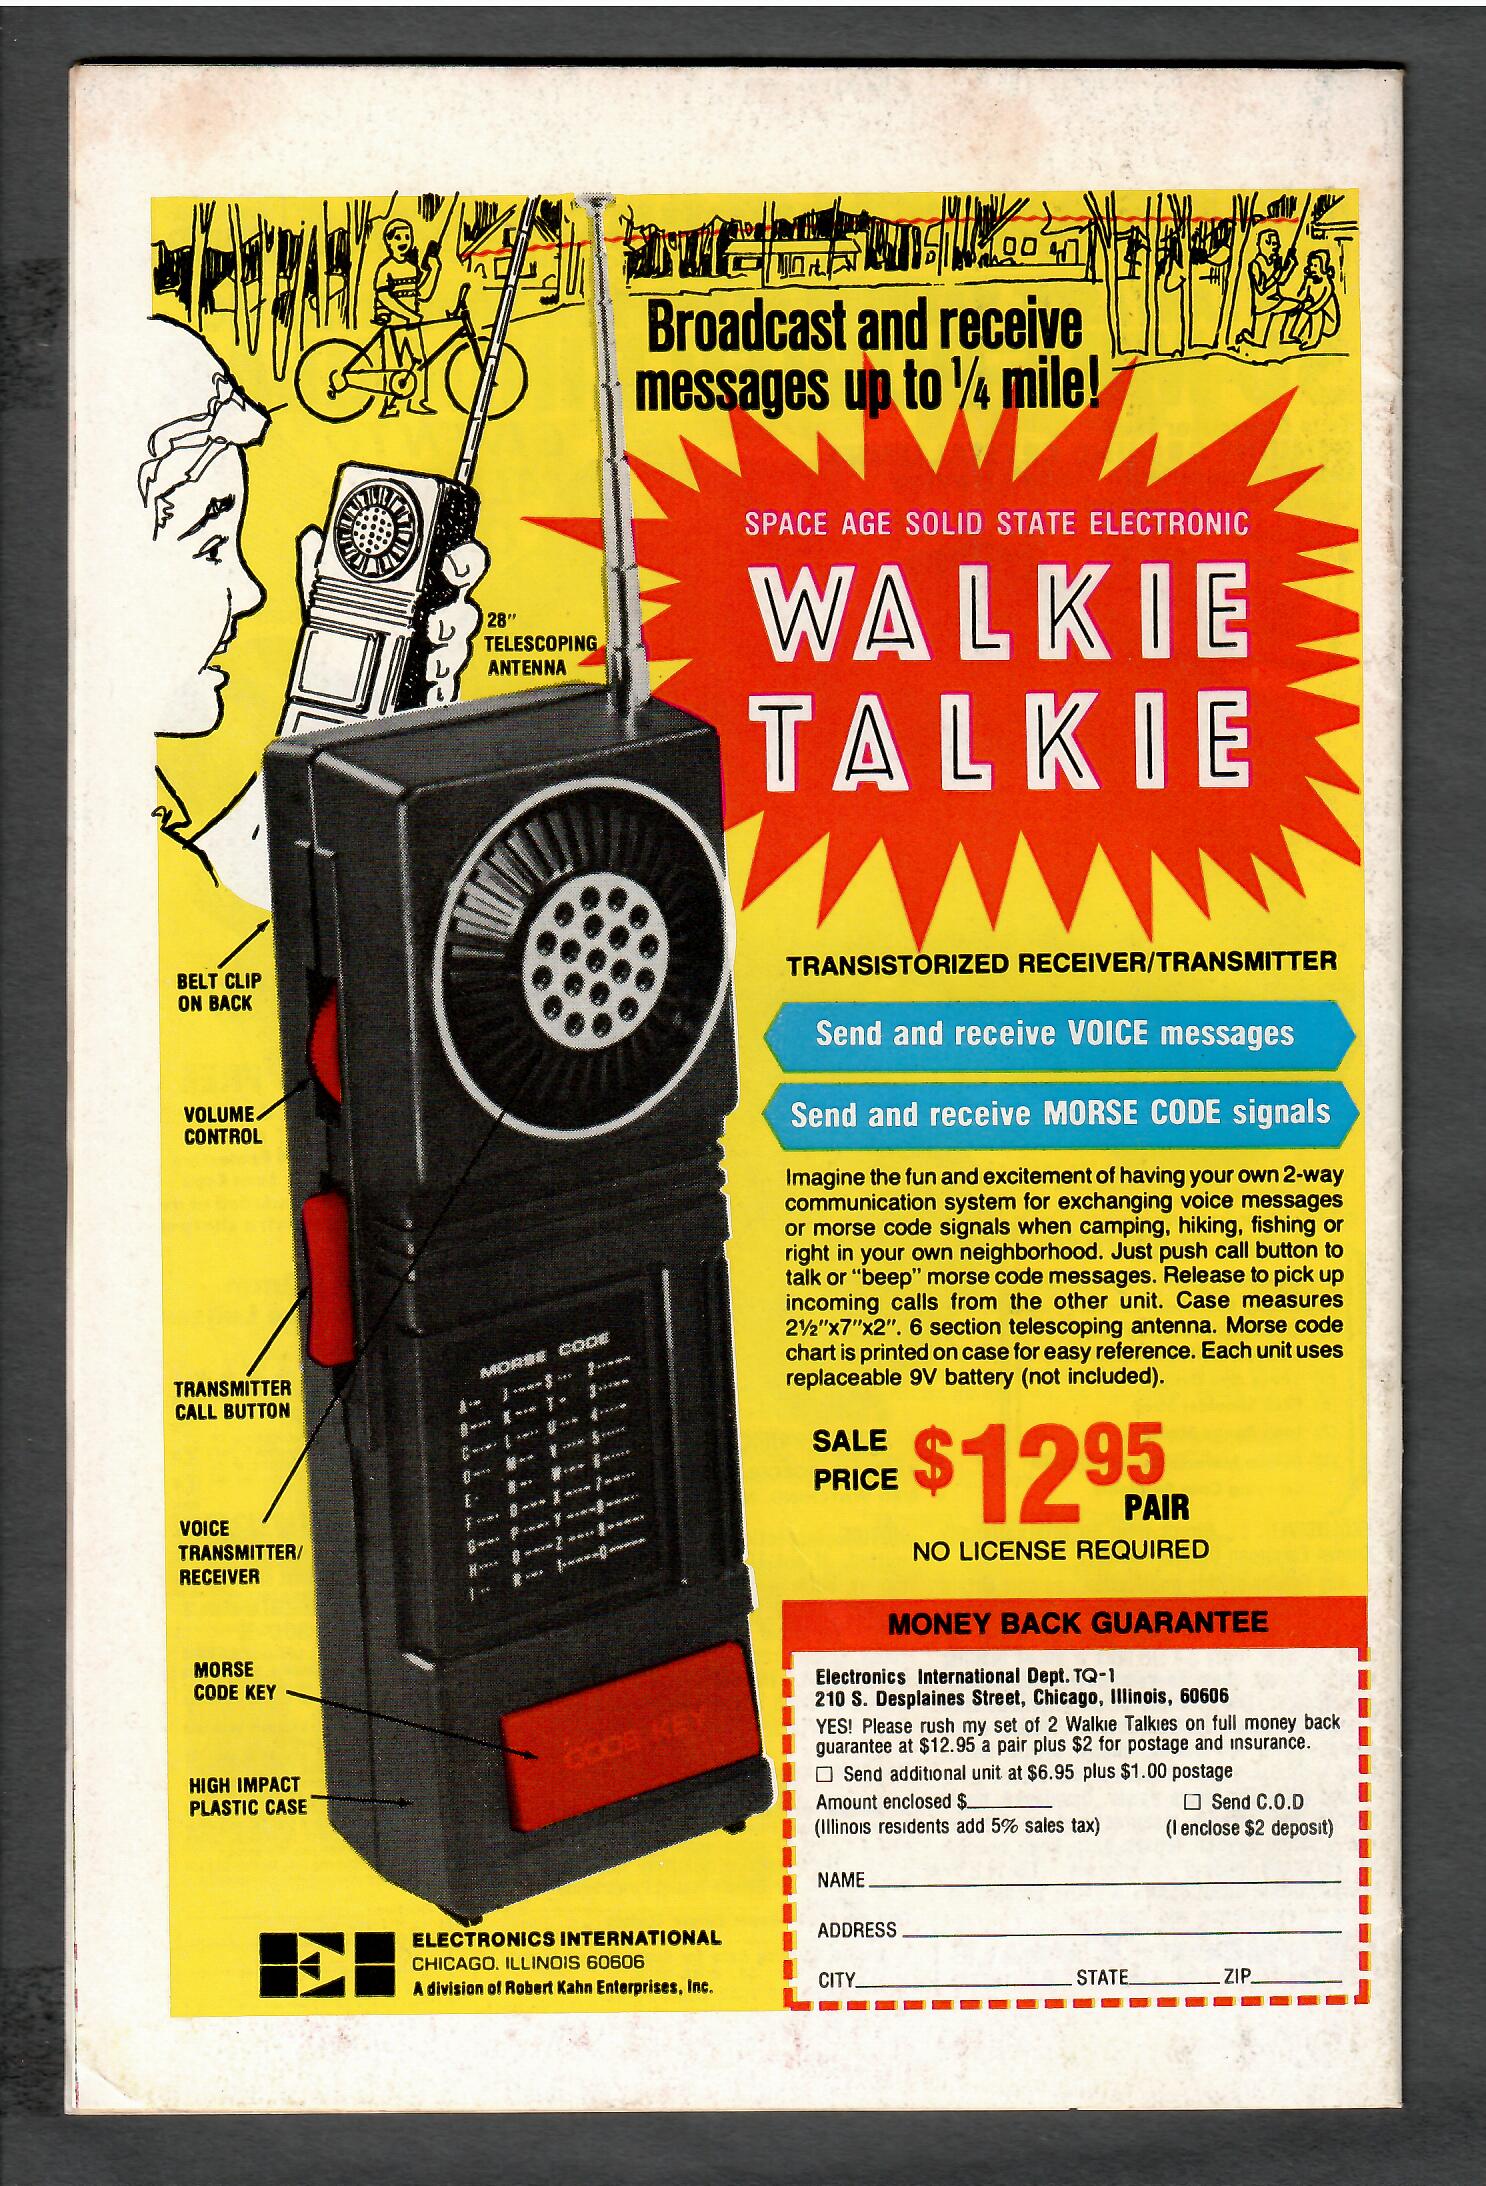 Broadcast and receive
messages up to 1/4 mile!
SPACE AGE SOLID STATE ELECTRONIC
WALKIE
TALKIE
28"
TELESCOPING
ANTENNA
BELT CLIP
ON BACK
VOLUME
CONTROL
TRANSMITTER
CALL BUTTON
VOICE
TRANSMITTER/
RECEIVER
MORSE
CODE KEY
HIGH IMPACT
PLASTIC CASE
MORSE CODE
CODE KEY
TRANSISTORIZED RECEIVER/TRANSMITTER
Send and receive VOICE messages
Send and receive MORSE CODE signals
Imagine the fun and excitement of having your own 2-way
communication system for exchanging voice messages
or morse code signals when camping, hiking, fishing or
right in your own neighborhood. Just push call button to
talk or "beep" morse code messages. Release to pick up
incoming calls from the other unit. Case measures
2½"x7"x2". 6 section telescoping antenna. Morse code
chart is printed on case for easy reference. Each unit uses
replaceable 9V battery (not included).
SALE
PRICE $12 95
PAIR
NO LICENSE REQUIRED
MONEY BACK GUARANTEE
Electronics International Dept. TQ-1
210 S. Desplaines Street, Chicago, Illinois, 60606
YES! Please rush my set of 2 Walkie Talkies on full money back
guarantee at $12.95 a pair plus $2 for postage and insurance.
☐ Send additional unit at $6.95 plus $1.00 postage
Amount enclosed $________ ☐ Send C.O.D
(Illinois residents add 5% sales tax) (I enclose $2 deposit)
NAME
ADDRESS
CITY STATE ZIP
E
ELECTRONICS INTERNATIONAL
CHICAGO. ILLINOIS 60606
A division of Robert Kahn Enterprises, Inc.